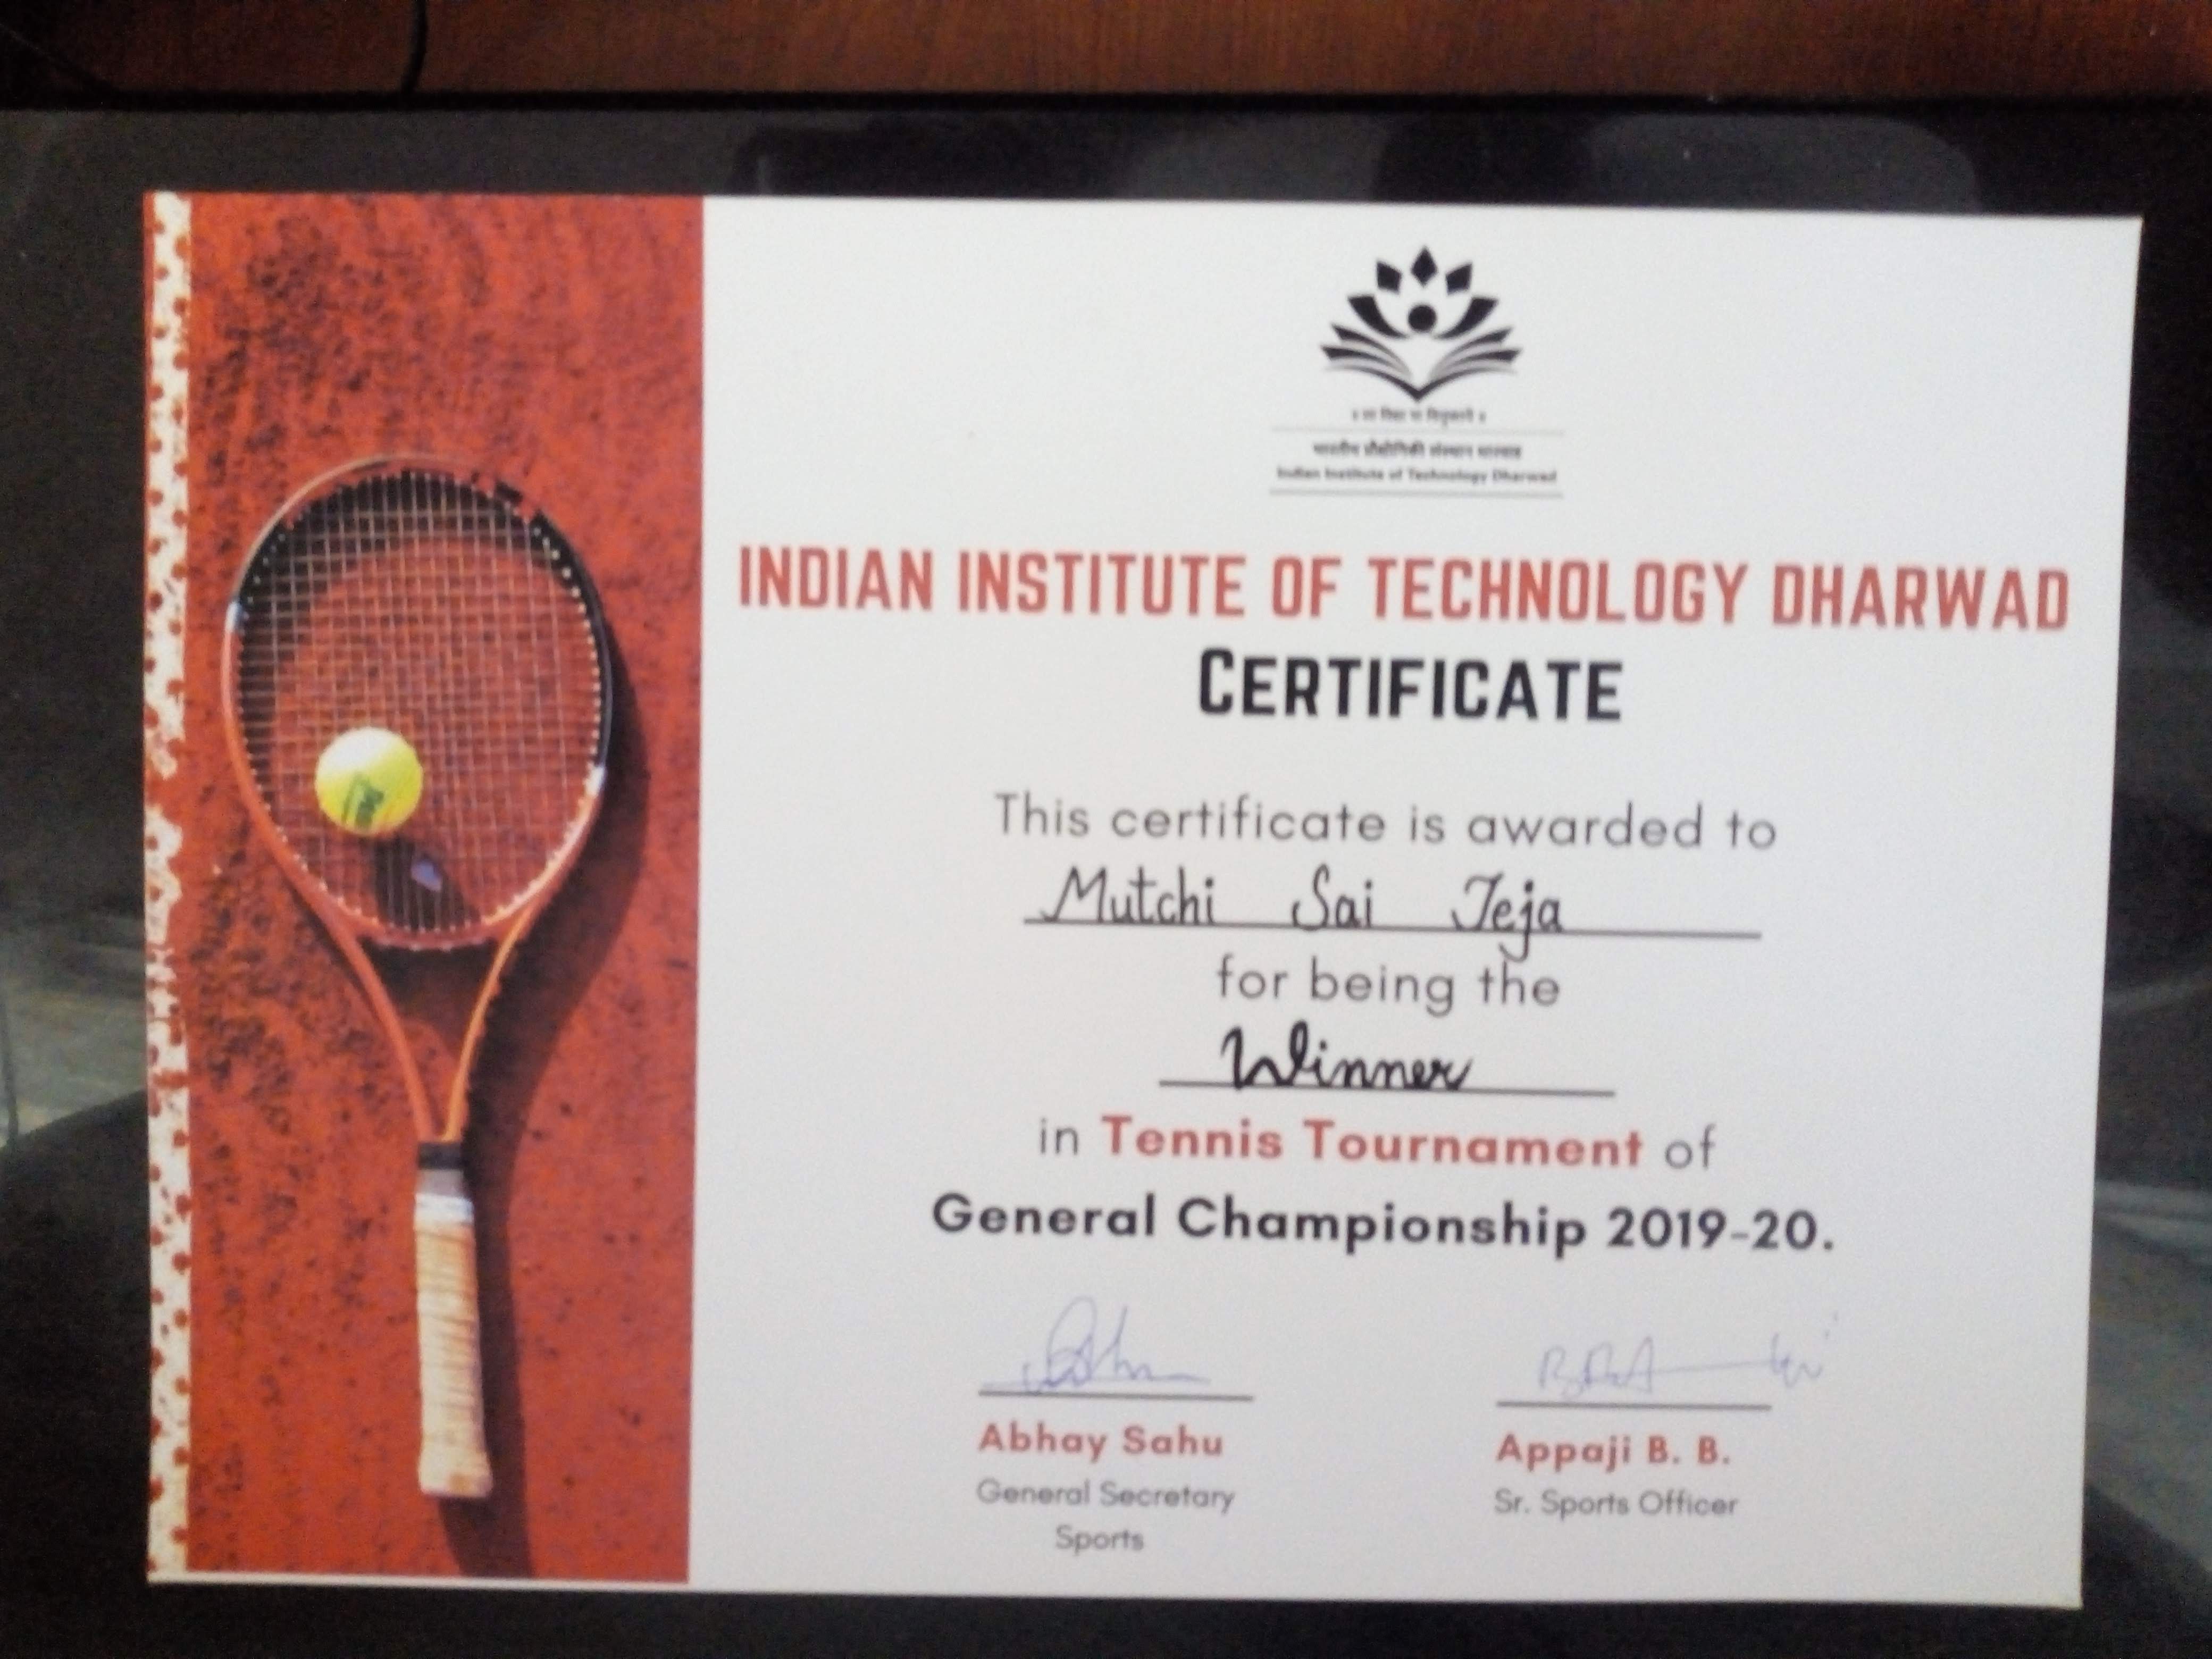 भारतीय प्रौद्योगिकी संस्थान धारवाड
Indian Institute of Technology Dharwad
INDIAN INSTITUTE OF TECHNOLOGY DHARWAD
CERTIFICATE
This certificate is awarded to
Mutchi Sai Teja
for being the
Winner
in Tennis Tournament of
General Championship 2019-20.
Abhay Sahu Appaji B. B.
General Secretary Sr. Sports Officer
Sports